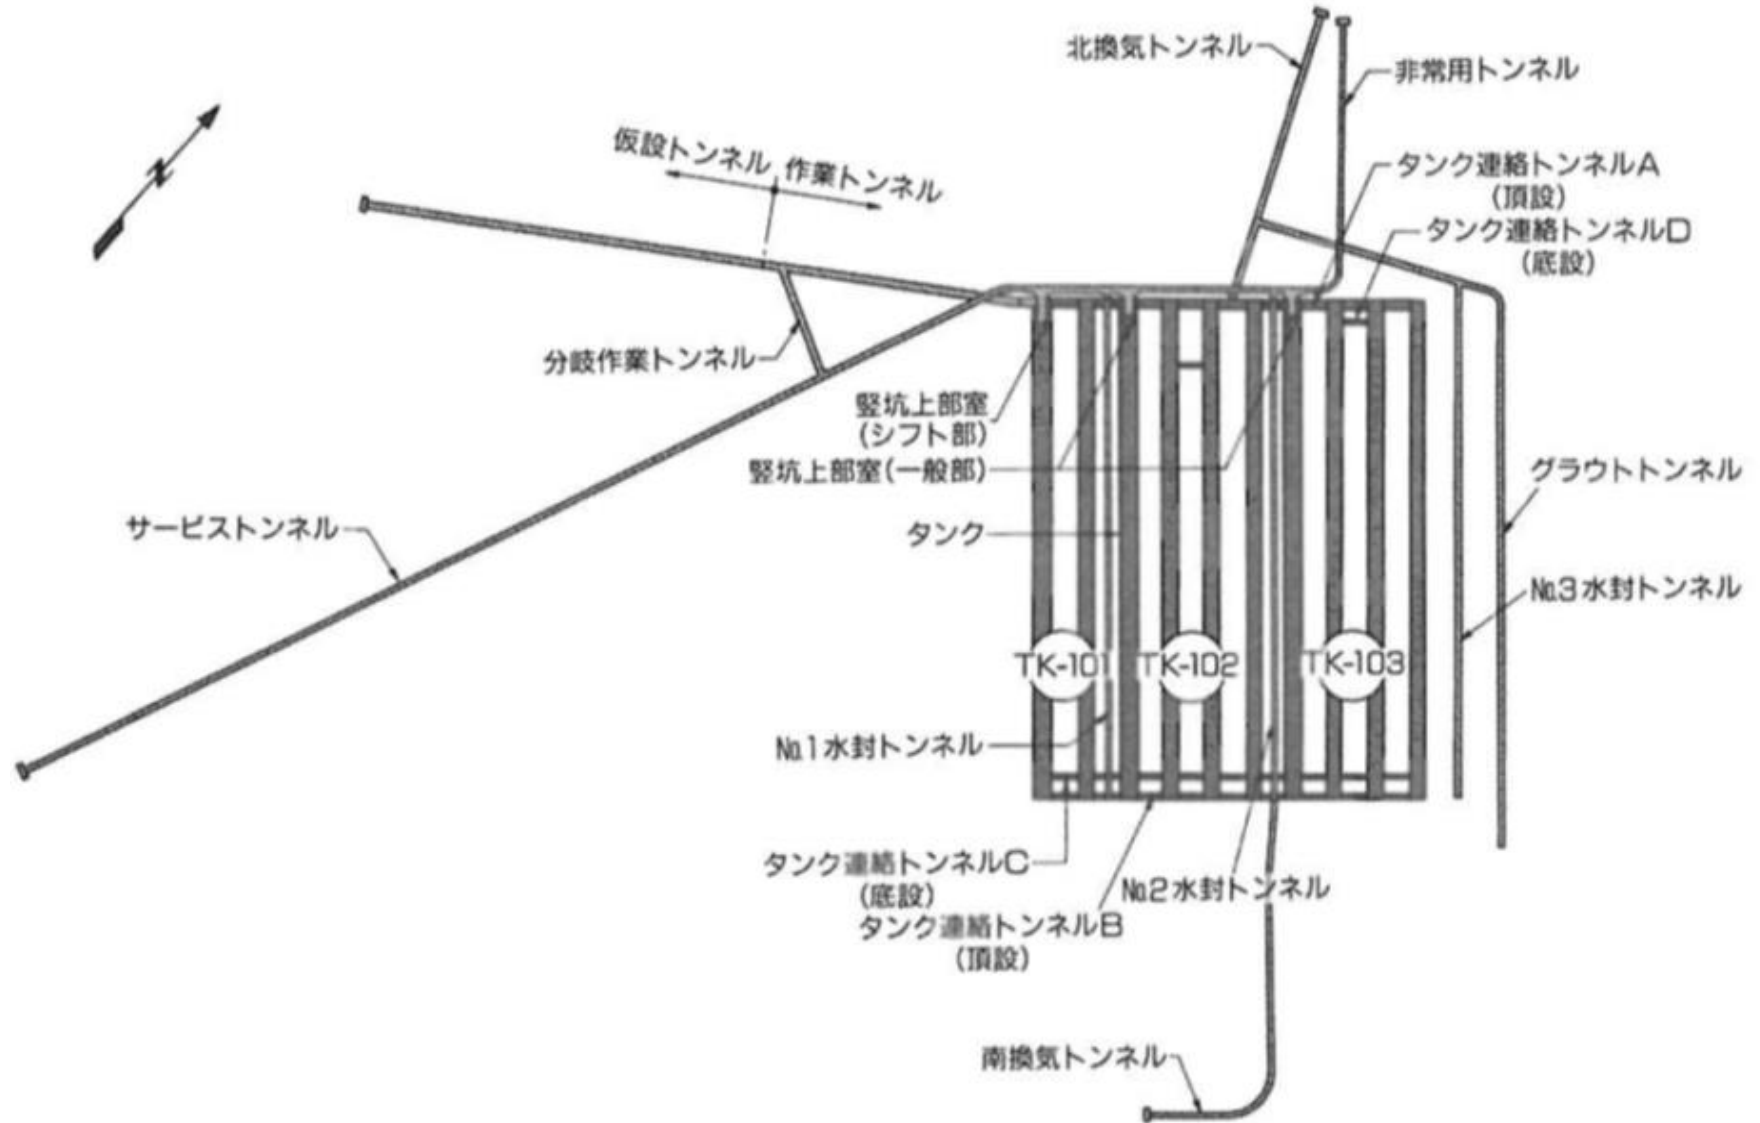 北換気トンネル
非常用トンネル
仮設トンネル 作業トンネル
タンク連絡トンネルA
(頂設)
タンク連絡トンネルD
(底設)
N
分岐作業トンネル
竪坑上部室
(シフト部)
竪坑上部室(一般部)
グラウトトンネル
サービストンネル
タンク
No.3水封トンネル
TK-101
TK-102
TK-103
No.1水封トンネル
タンク連絡トンネルC
(底設)
No.2水封トンネル
タンク連絡トンネルB
(頂設)
南換気トンネル